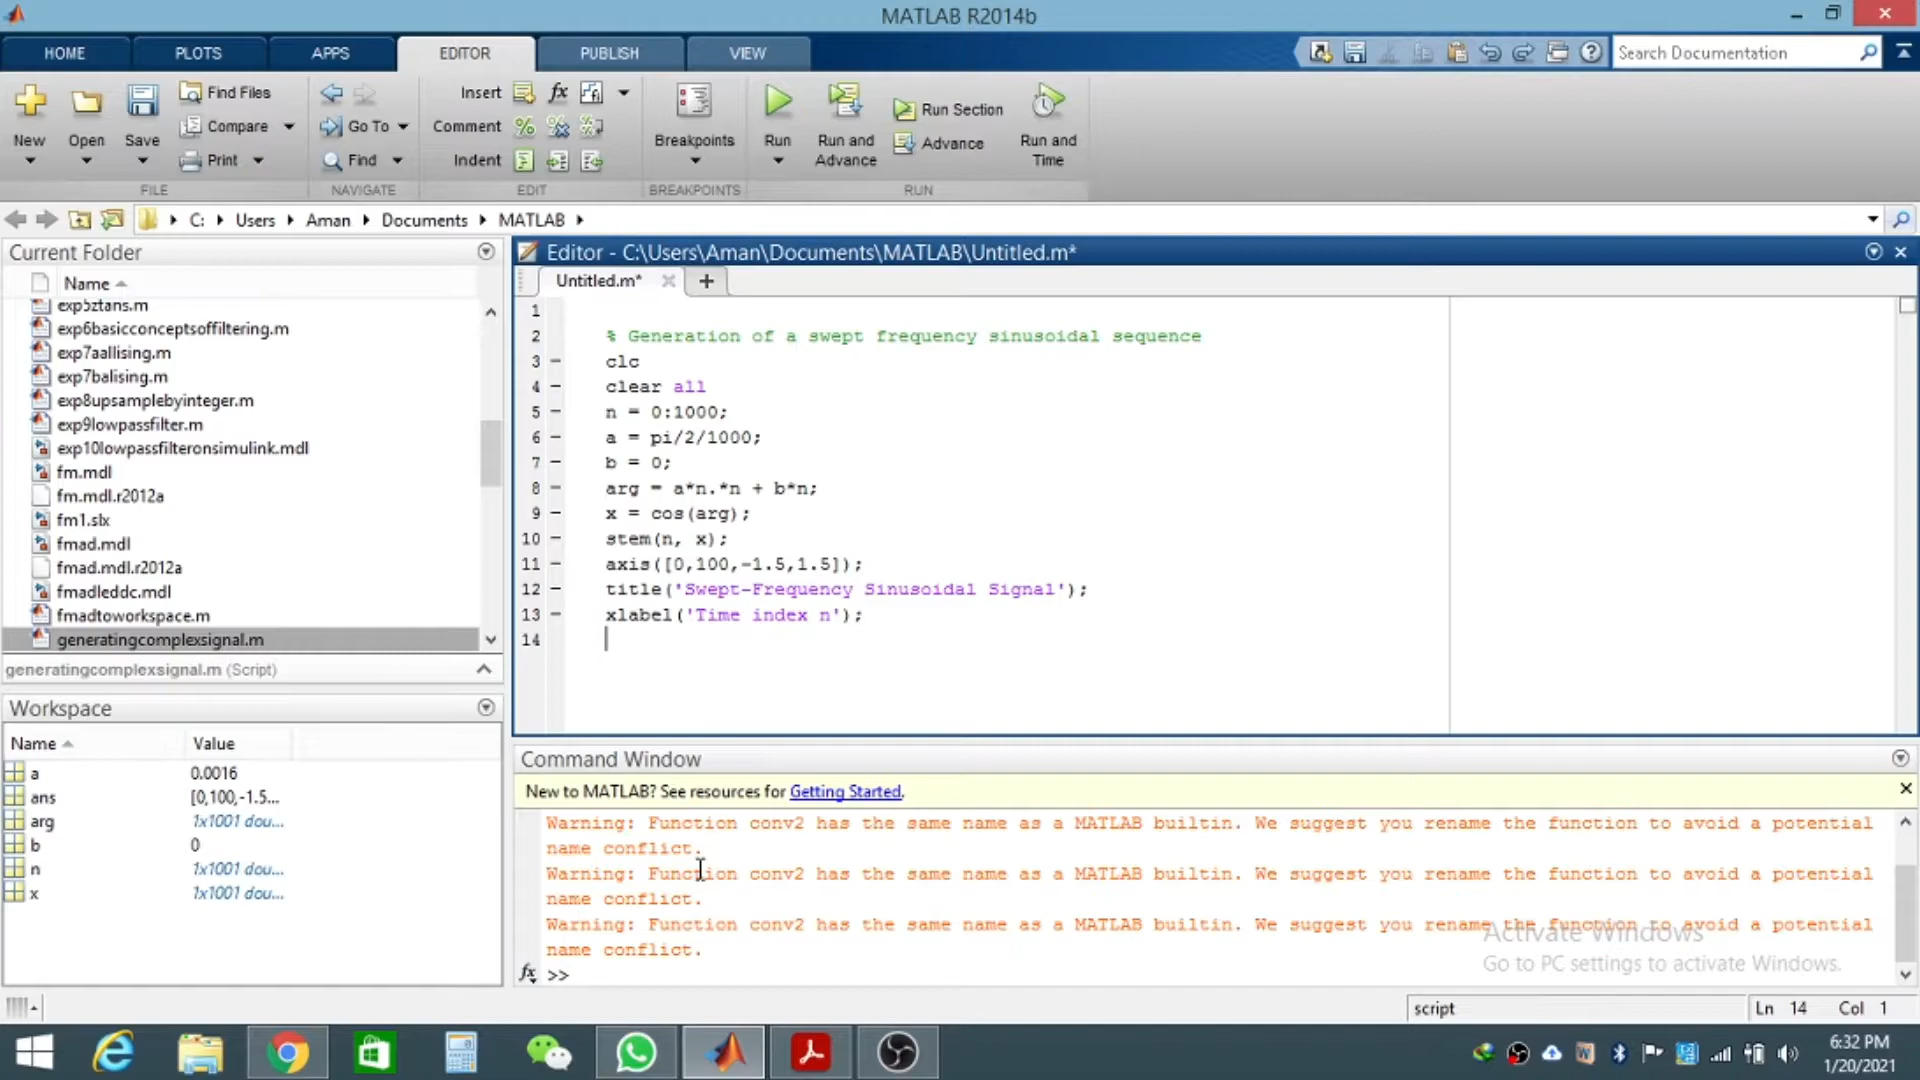 MATLAB R2014b
HOME
PLOTS
APPS
EDITOR
PUBLISH
VIEW
Search Documentation
New
Open
Save
Find Files
Compare
Print
FILE
Go To
Find
NAVIGATE
Insert
Comment
Indent
EDIT
Breakpoints
BREAKPOINTS
Run
Run and
Advance
Run Section
Advance
Run and
Time
RUN
C: Users Aman Documents MATLAB
Current Folder
Name
exp5ztans.m
exp6basicconceptsoffiltering.m
exp7aallising.m
exp7balising.m
exp8upsamplebyinteger.m
exp9lowpassfilter.m
exp10lowpassfilteronsimulink.mdl
fm.mdl
fm.mdl.r2012a
fm1.slx
fmad.mdl
fmad.mdl.r2012a
fmadleddc.mdl
fmadtoworkspace.m
generatingcomplexsignal.m
generatingcomplexsignal.m (Script)
Workspace
Name Value
a 0.0016
ans [0,100,-1.5...
arg 1x1001 dou...
b 0
n 1x1001 dou...
x 1x1001 dou...
Editor - C:\Users\Aman\Documents\MATLAB\Untitled.m*
Untitled.m*
1
2 % Generation of a swept frequency sinusoidal sequence
3 clc
4 clear all
5 n = 0:1000;
6 a = pi/2/1000;
7 b = 0;
8 arg = a*n.*n + b*n;
9 x = cos(arg);
10 stem(n, x);
11 axis([0,100,-1.5,1.5]);
12 title('Swept-Frequency Sinusoidal Signal');
13 xlabel('Time index n');
14
Command Window
New to MATLAB? See resources for Getting Started.
Warning: Function conv2 has the same name as a MATLAB builtin. We suggest you rename the function to avoid a potential
name conflict.
Warning: Function conv2 has the same name as a MATLAB builtin. We suggest you rename the function to avoid a potential
name conflict.
Warning: Function conv2 has the same name as a MATLAB builtin. We suggest you rename the function to avoid a potential
name conflict.
fx >>
Activate Windows
Go to PC settings to activate Windows.
script
Ln 14 Col 1
6:32 PM
1/20/2021